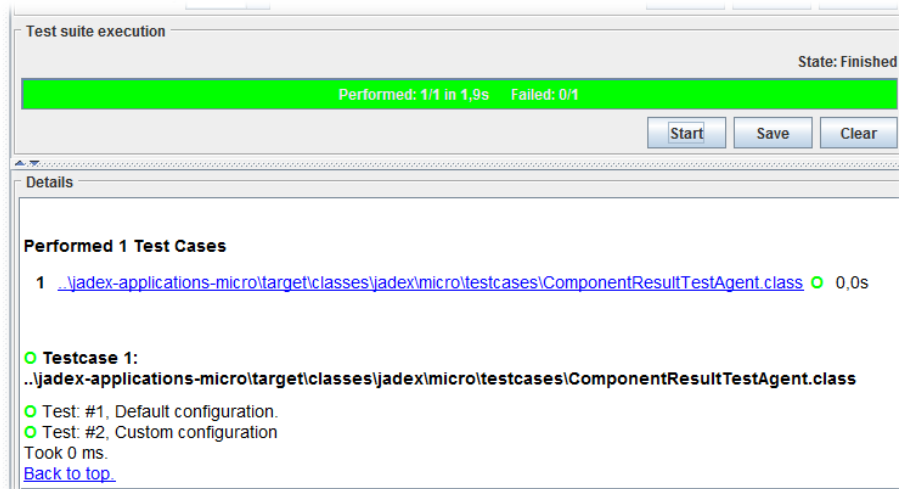 Test suite execution
State: Finished
Performed: 1/1 in 1,9s Failed: 0/1
Start Save Clear
Details
Performed 1 Test Cases
1 ..\jadex-applications-micro\target\classes\jadex\micro\testcases\ComponentResultTestAgent.class O 0,0s
O Testcase 1:
..\jadex-applications-micro\target\classes\jadex\micro\testcases\ComponentResultTestAgent.class
O Test: #1, Default configuration.
O Test: #2, Custom configuration
Took 0 ms.
Back to top.